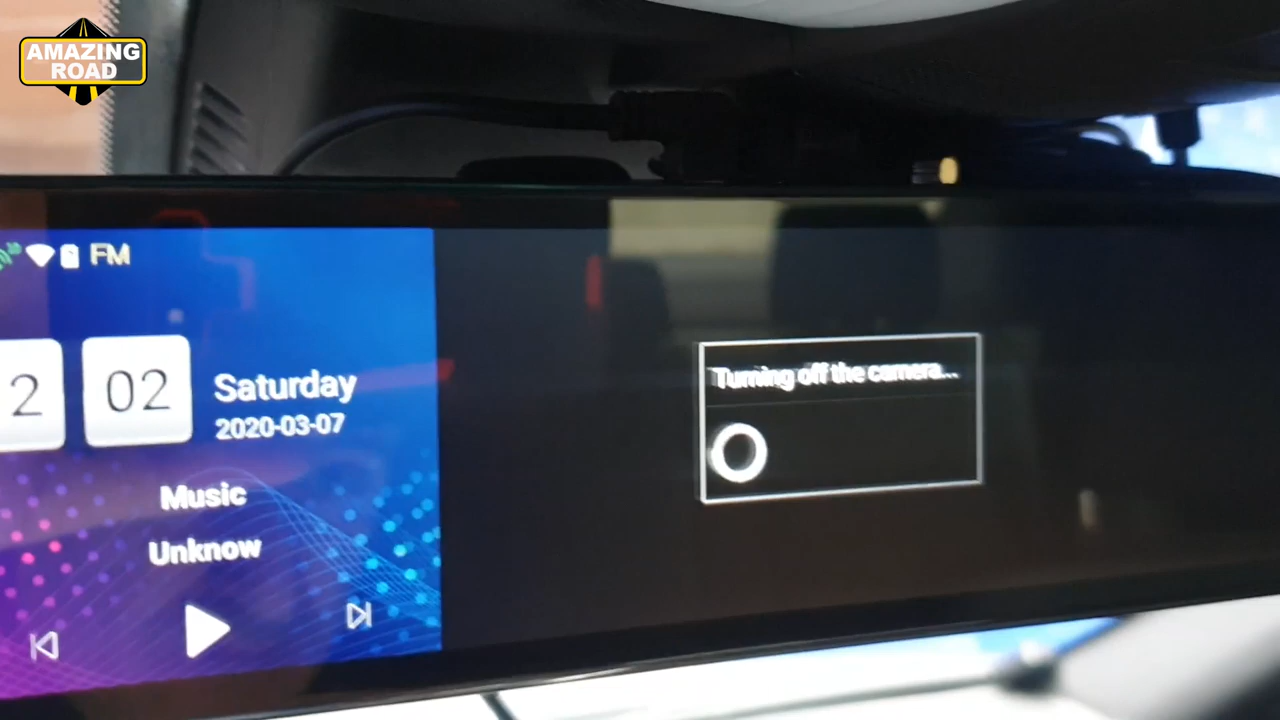 AMAZING
ROAD
FM
2 02
Saturday
2020-03-07
Music
Unknow
Turning off the camera...